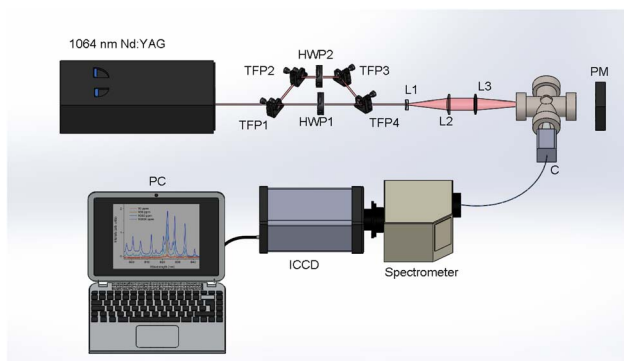 1064 nm Nd:YAG
HWP2
TFP2
TFP3
L1
L3
PM
HWP1
TFP1
TFP4
L2
C
PC
ICCD
Spectrometer